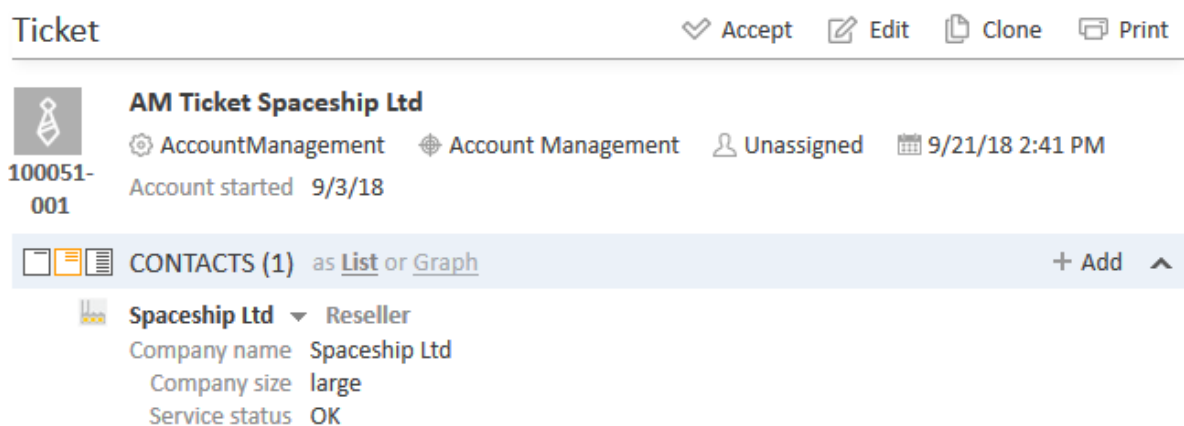 Ticket Accept Edit Clone Print
AM Ticket Spaceship Ltd
AccountManagement Account Management Unassigned 9/21/18 2:41 PM
100051-
001
Account started 9/3/18
CONTACTS (1) as List or Graph + Add
Spaceship Ltd Reseller
Company name Spaceship Ltd
Company size large
Service status OK